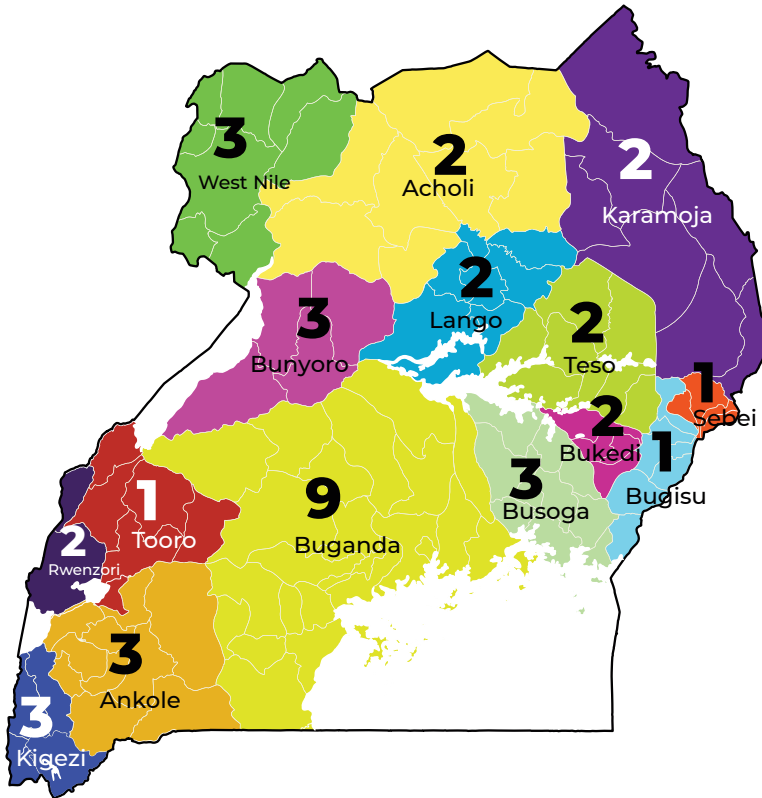 3
West Nile
2
Acholi
2
Karamoja
3
Bunyoro
2
Lango
2
Teso
1
Sebei
2
Bukedi
1
Bugisu
3
Busoga
9
Buganda
1
Tooro
2
Rwenzori
3
Ankole
3
Kigezi